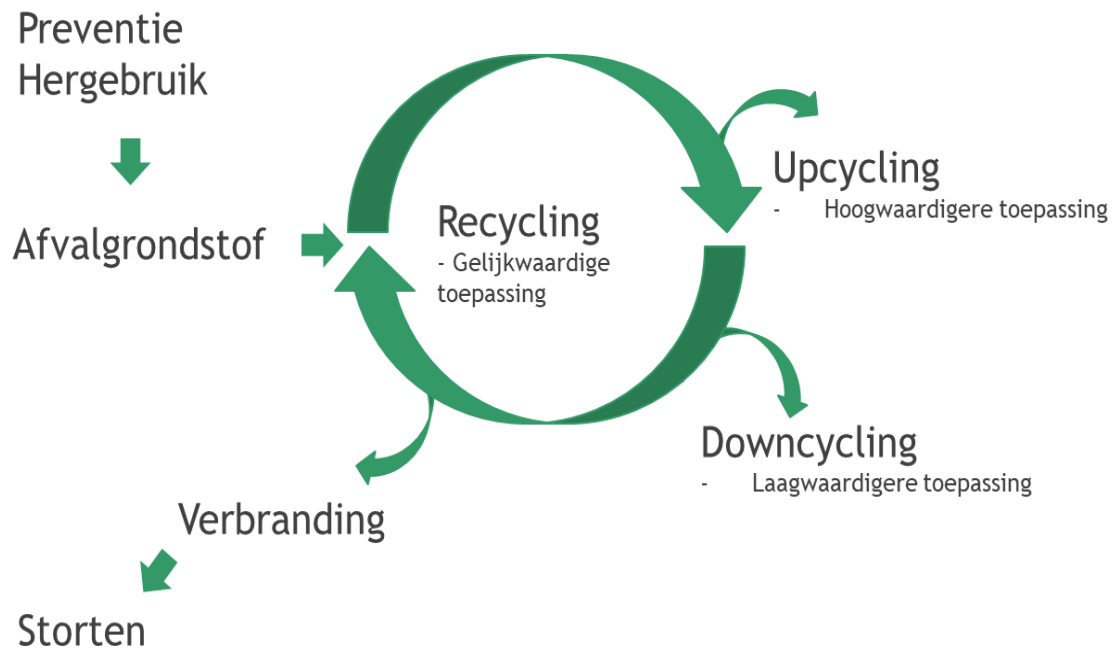 Preventie
Hergebruik
Afvalgrondstof
Recycling
- Gelijkwaardige
toepassing
Upcycling
- Hoogwaardigere toepassing
Downcycling
- Laagwaardigere toepassing
Verbranding
Storten